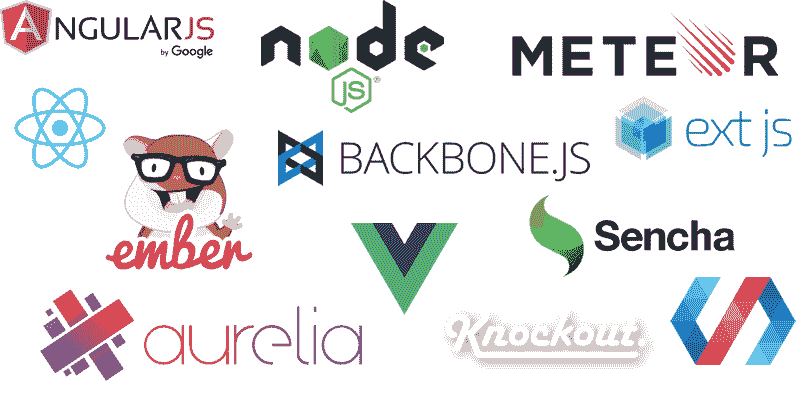 ANGULARJS
by Google
node
JS
®
METEOR
ext js
BACKBONE.JS
ember
Sencha
aurelia
Knockout.